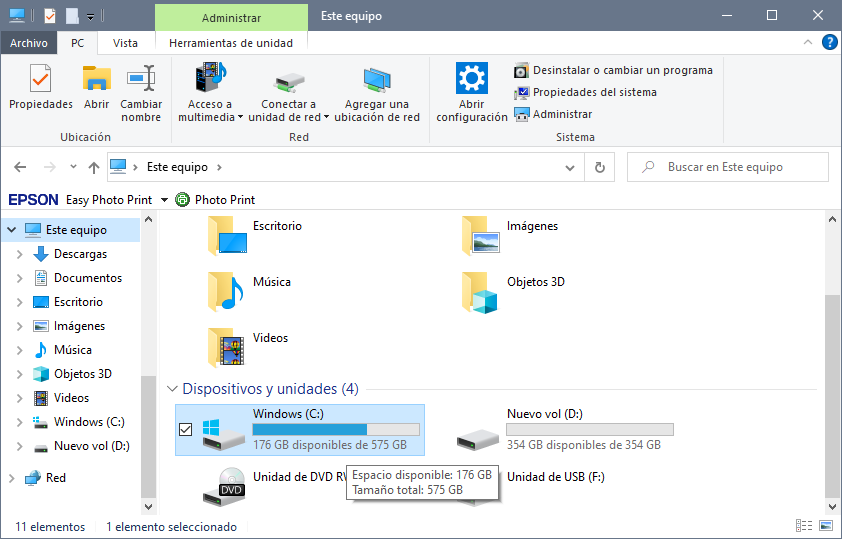 Administrar
Este equipo
Archivo
PC
Vista
Herramientas de unidad
Propiedades
Abrir
Cambiar
nombre
Ubicación
Acceso a
multimedia
Conectar a
unidad de red
Agregar una
ubicación de red
Red
Abrir
configuración
Desinstalar o cambiar un programa
Propiedades del sistema
Administrar
Sistema
Este equipo
Buscar en Este equipo
EPSON Easy Photo Print Photo Print
Este equipo
Descargas
Documentos
Escritorio
Imágenes
Música
Objetos 3D
Videos
Windows (C:)
Nuevo vol (D:)
Red
Escritorio
Imágenes
Música
Objetos 3D
Videos
Dispositivos y unidades (4)
Windows (C:)
176 GB disponibles de 575 GB
Nuevo vol (D:)
354 GB disponibles de 354 GB
DVD
Unidad de DVD RW
Espacio disponible: 176 GB
Tamaño total: 575 GB
Unidad de USB (F:)
11 elementos
1 elemento seleccionado